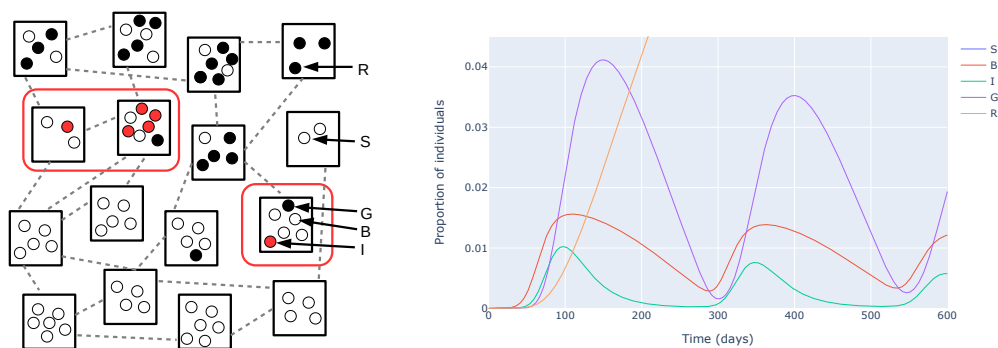 R
S
G
B
I
Proportion of individuals
0.04
0.03
0.02
0.01
0
0 100 200 300 400 500 600
Time (days)
S
B
I
G
R